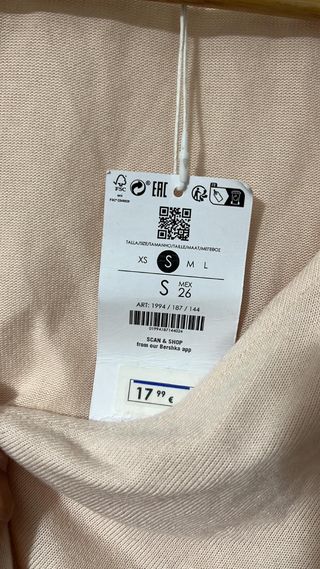 FSC
EAC
TALLA/SIZE/TAMANHO/TAILLE/MAAT/ΜΕΓΕΘΟΣ
XS S M L
S MEX 26
ART: 1994 / 187 / 144
SCAN & SHOP
from our Bershka app
17 99 €